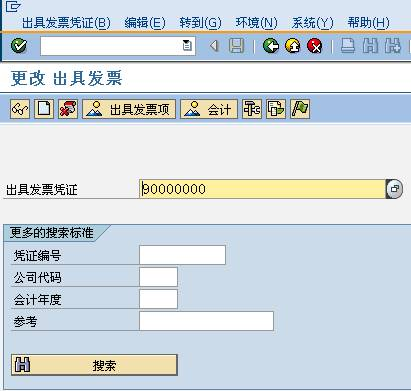 出具发票凭证(B) 编辑(E) 转到(G) 环境(N) 系统(Y) 帮助(H)
更改 出具发票
出具发票项 会计
出具发票凭证 90000000
更多的搜索标准
凭证编号
公司代码
会计年度
参考
搜索